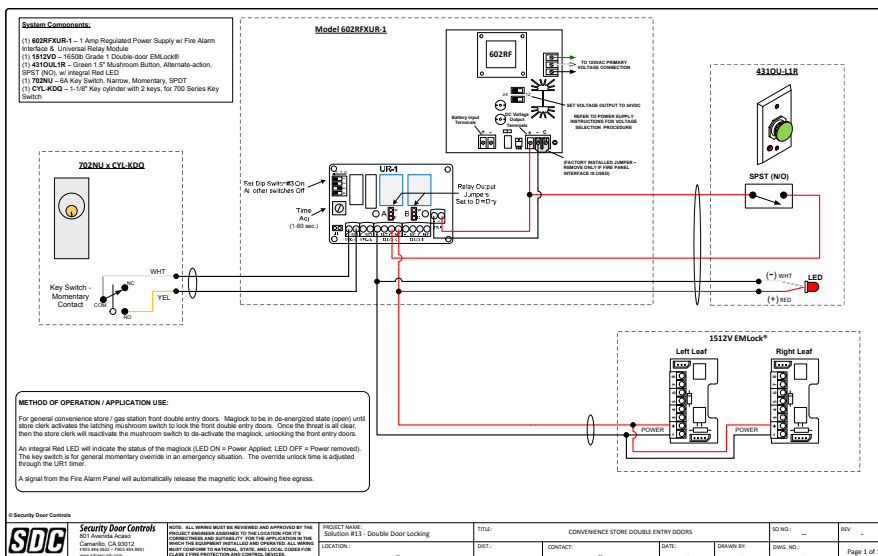 System Components:
(1) 602RFXUR-1 – 1 Amp Regulated Power Supply w/ Fire Alarm
Interface & Universal Relay Module
(1) 1512VD – 1650lb Grade 1 Double-door EMLock®
(1) 431OUL1R – Green 1.5" Mushroom Button, Alternate-action,
SPST (NO), w/ integral Red LED
(1) 702NU – 6A Key Switch, Narrow, Momentary, SPDT
(1) CYL-KDQ – 1-1/8" Key cylinder with 2 keys, for 700 Series Key
Switch
Model 602RFXUR-1
602RF
TO 120VAC PRIMARY
VOLTAGE CONNECTION
24
12
SET VOLTAGE OUTPUT TO 24VDC
REFER TO POWER SUPPLY
INSTRUCTIONS FOR VOLTAGE
SELECTION PROCEDURE
Battery Input
Terminals
DC Voltage
Output
Terminals
+ -
+ - C
(FACTORY INSTALLED JUMPER –
REMOVE ONLY IF FIRE PANEL
INTERFACE IS USED)
431OU-L1R
SPST (N/O)
702NU x CYL-KDQ
UR-1
Set Dip Switch #3 On
All other switches Off
Time
Adj
(1-60 sec.)
Relay Output
Jumpers
Set to D=Dry
A
B
WHT
YEL
Key Switch -
Momentary
Contact
NC
COM
NO
(-) WHT
LED
(+) RED
1512V EMLock®
Left Leaf
Right Leaf
POWER
POWER
METHOD OF OPERATION / APPLICATION USE:
For general convenience store / gas station front double entry doors. Maglock to be in de-energized state (open) until
store clerk activates the latching mushroom switch to lock the front double entry doors. Once the threat is all clear,
then the store clerk will reactivate the mushroom switch to de-activate the maglock, unlocking the front entry doors.
An integral Red LED will indicate the status of the maglock (LED ON = Power Applied; LED OFF = Power removed).
The key switch is for general momentary override in an emergency situation. The override unlock time is adjusted
through the UR1 timer.
A signal from the Fire Alarm Panel will automatically release the magnetic lock, allowing free egress.
© Security Door Controls
SDC
Security Door Controls
801 Avenida Acaso
Camarillo, CA 93012
www.sdcsecurity.com
NOTE: ALL WIRING MUST BE REVIEWED AND APPROVED BY THE
PROJECT ENGINEER ASSIGNED TO THE LOCATION FOR IT'S
CORRECTNESS AND SUITABILITY FOR THE APPLICATION IN THE
WHICH THE EQUIPMENT INSTALLED AND OPERATED. ALL WIRING
MUST CONFORM TO NATIONAL, STATE, AND LOCAL CODES FOR
CLASS 2 FIRE PROTECTION AND CONTROL DEVICES.
PROJECT NAME:
Solution #13 - Double Door Locking
TITLE:
CONVENIENCE STORE DOUBLE ENTRY DOORS
SO NO.:
--
REV
-
LOCATION.:
--
DIST.:
CONTACT:
--
DATE:
DRAWN BY:
DWG. NO.:
--
Page 1 of 1